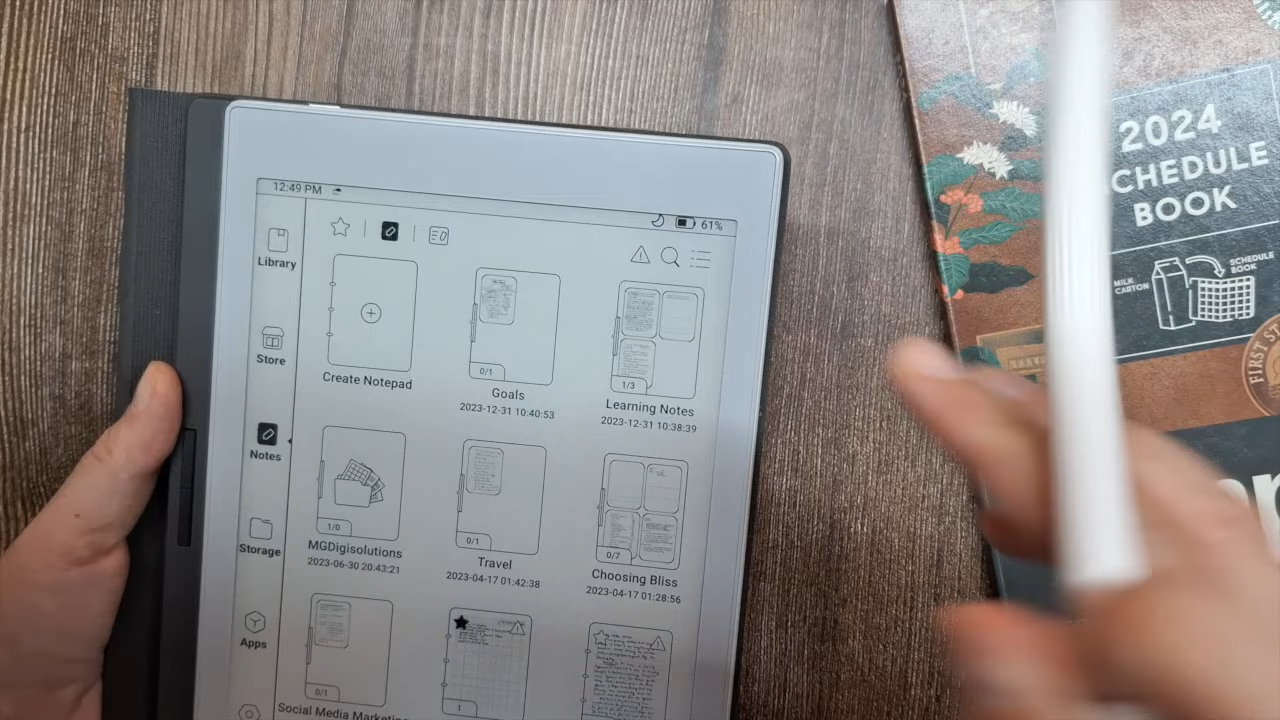 12:49 PM
61%
Library
Store
Notes
Storage
Apps
Create Notepad
0/1
Goals
2023-12-31 10:40:53
1/3
Learning Notes
2023-12-31 10:38:39
1/0
MGDigisolutions
2023-06-30 20:43:21
0/1
Travel
2023-04-17 01:42:38
0/7
Choosing Bliss
2023-04-17 01:28:56
0/1
Social Media Marketing
1
2024
CHEDULE
BOOK
MILK
CARTON
SCHEDULE
BOOK
FIRST